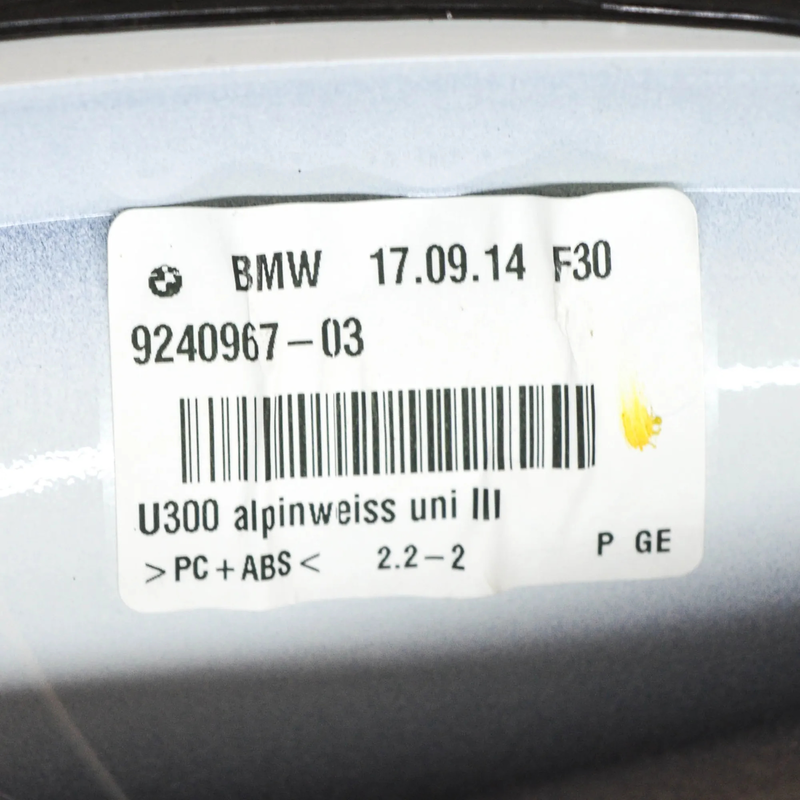 BMW 17.09.14 F30
9240967-03
U300 alpinweiss uni III
>PC+ABS< 2.2-2 P GE